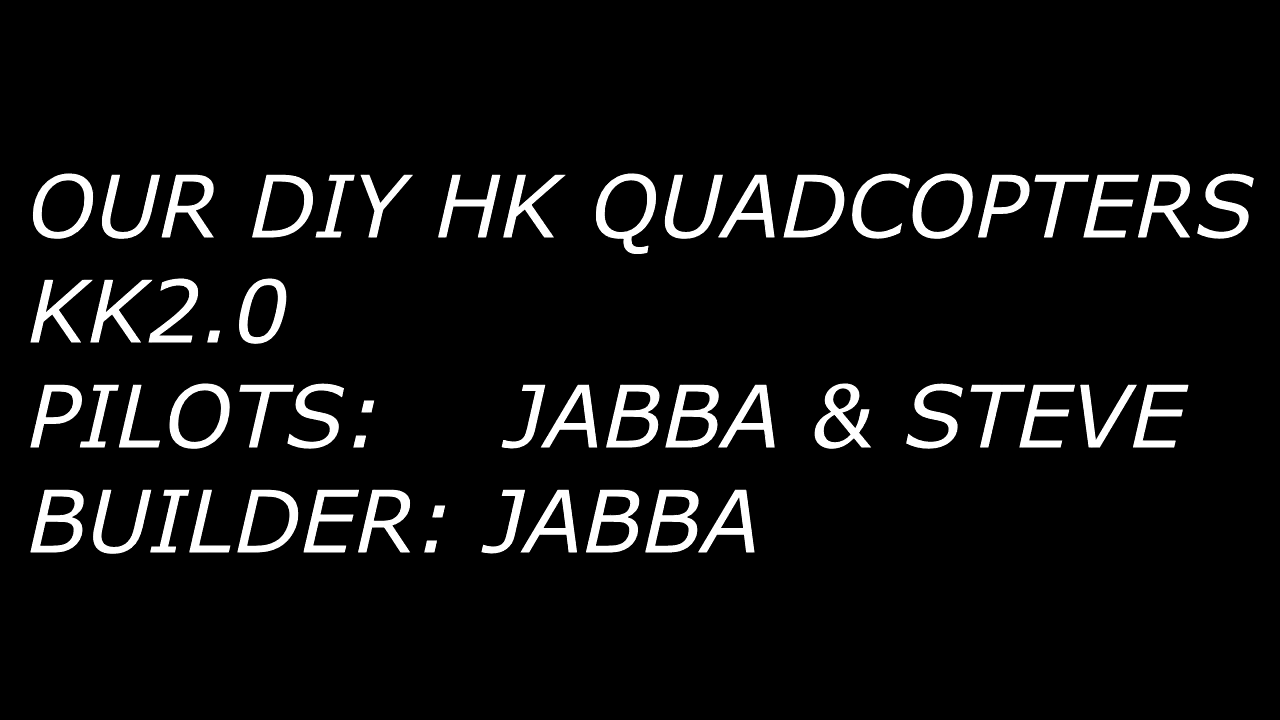 OUR DIY HK QUADCOPTERS
KK2.0
PILOTS: JABBA & STEVE
BUILDER: JABBA